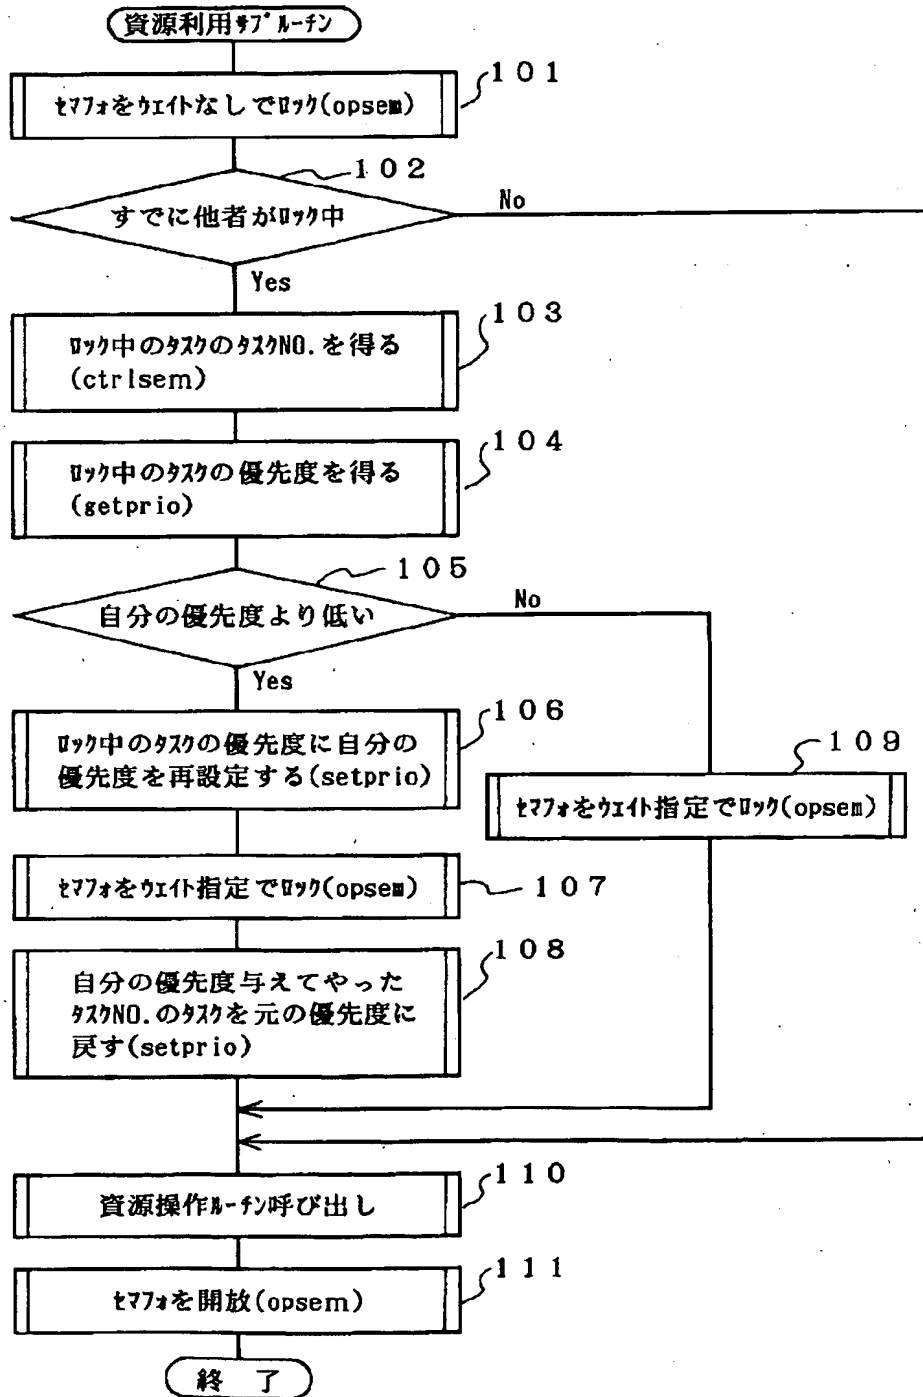 資源利用ｻﾌﾞﾙｰﾁﾝ
101
ｾﾏﾌｫをｳｪｲﾄなしでﾛｯｸ(opsem)
102
すでに他者がﾛｯｸ中
No
Yes
103
ﾛｯｸ中のﾀｽｸのﾀｽｸNO.を得る
(ctrlsem)
104
ﾛｯｸ中のﾀｽｸの優先度を得る
(getprio)
105
自分の優先度より低い
No
Yes
106
ﾛｯｸ中のﾀｽｸの優先度に自分の
優先度を再設定する(setprio)
109
ｾﾏﾌｫをｳｪｲﾄ指定でﾛｯｸ(opsem)
ｾﾏﾌｫをｳｪｲﾄ指定でﾛｯｸ(opsem)
107
108
自分の優先度与えてやった
ﾀｽｸNO.のﾀｽｸを元の優先度に
戻す(setprio)
110
資源操作ﾙｰﾁﾝ呼び出し
111
ｾﾏﾌｫを開放(opsem)
終 了